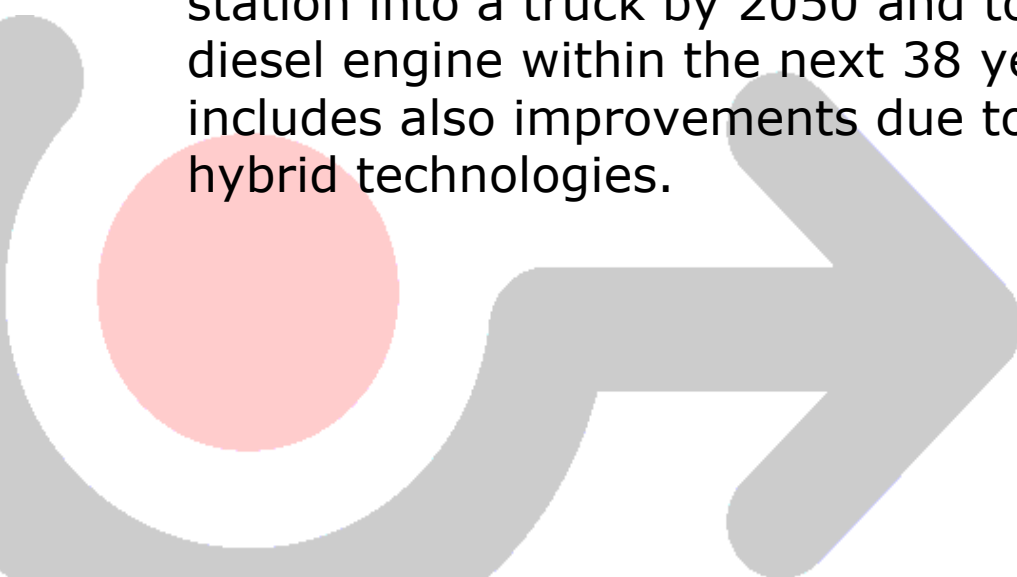 station into a truck by 2050 and
diesel engine within the next 38
includes also improvements due
hybrid technologies.